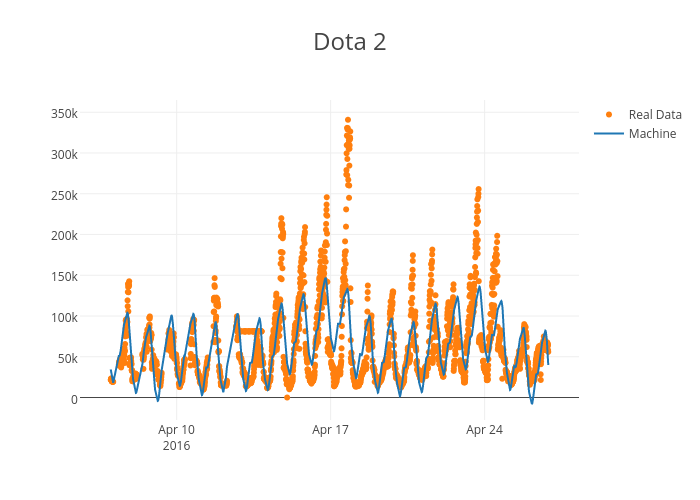 Dota 2
350k
300k
250k
200k
150k
100k
50k
0
Apr 10
2016
Apr 17
Apr 24
Real Data
Machine